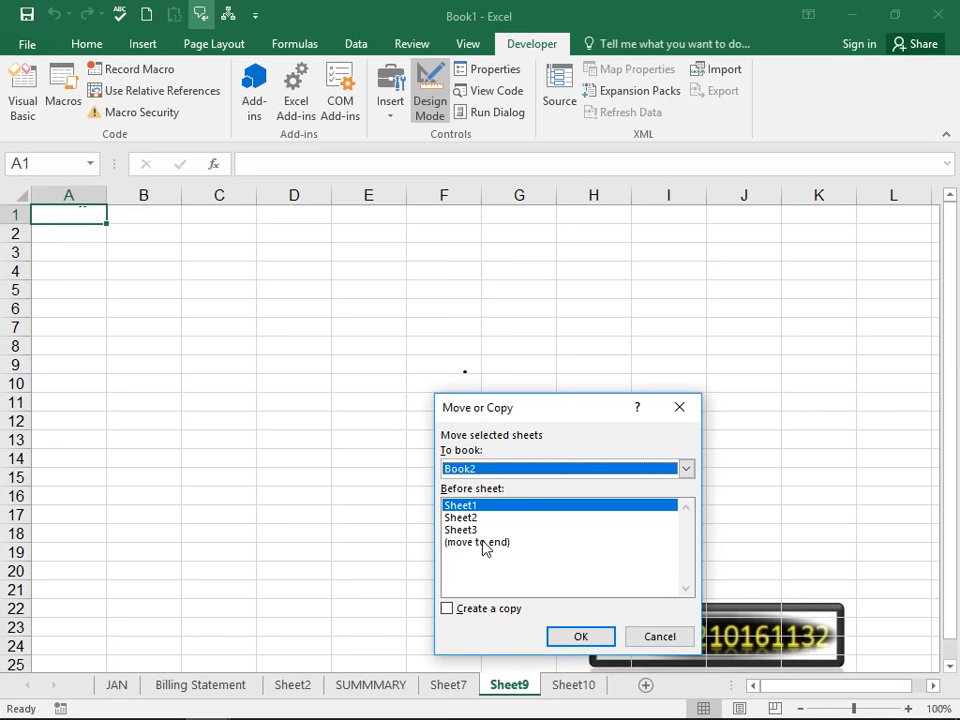 Book1 - Excel
File Home Insert Page Layout Formulas Data Review View Developer Tell me what you want to do... Sign in Share
Visual Basic
Macros
Record Macro
Use Relative References
Macro Security
Code
Add-ins
Excel Add-ins
COM Add-ins
Add-ins
Insert
Design Mode
Properties
View Code
Run Dialog
Controls
Source
Map Properties
Expansion Packs
Refresh Data
Import
Export
XML
A1
fx
A B C D E F G H I J K L
1
2
3
4
5
6
7
8
9
10
11
12
13
14
15
16
17
18
19
20
21
22
23
24
25
Move or Copy ?
Move selected sheets
To book:
Book2
Before sheet:
Sheet1
Sheet2
Sheet3
(move to end)
Create a copy
OK Cancel
10161132
JAN Billing Statement Sheet2 SUMMMARY Sheet7 Sheet9 Sheet10
Ready
100%